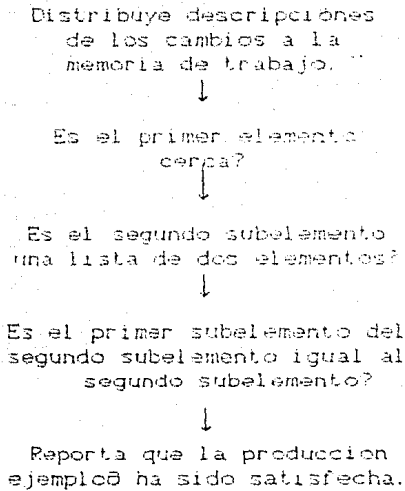 Distribuye descripciones
de los cambios a la
memoria de trabajo.
Es el primer elemento
cerca?
Es el segundo subelemento
una lista de dos elementos?
Es el primer subelemento del
segundo subelemento igual al
segundo subelemento?
Reporta que la produccion
ejemplo ha sido satisfecha.